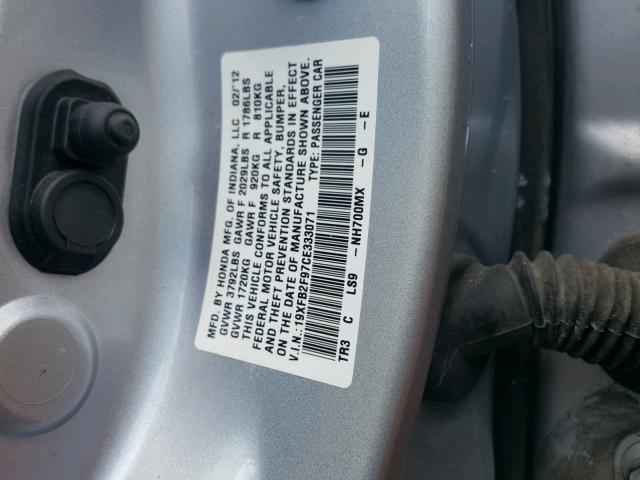 MFD. BY HONDA MFG. OF INDIANA, LLC 02/12
GVWR 3792LBS GAWR F 2029LBS R 1786LBS
GVWR 1720KG GAWR F 920KG R 810KG
THIS VEHICLE CONFORMS TO ALL APPLICABLE
FEDERAL MOTOR VEHICLE SAFETY, BUMPER,
AND THEFT PREVENTION STANDARDS IN EFFECT
ON THE DATE OF MANUFACTURE SHOWN ABOVE.
V.I.N.:19XFB2F97CE333071 TYPE: PASSENGER CAR
TR3 C LS9 -NH700MX -G -E